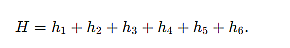 H = h₁ + h₂ + h₃ + h₄ + h₅ + h₆.